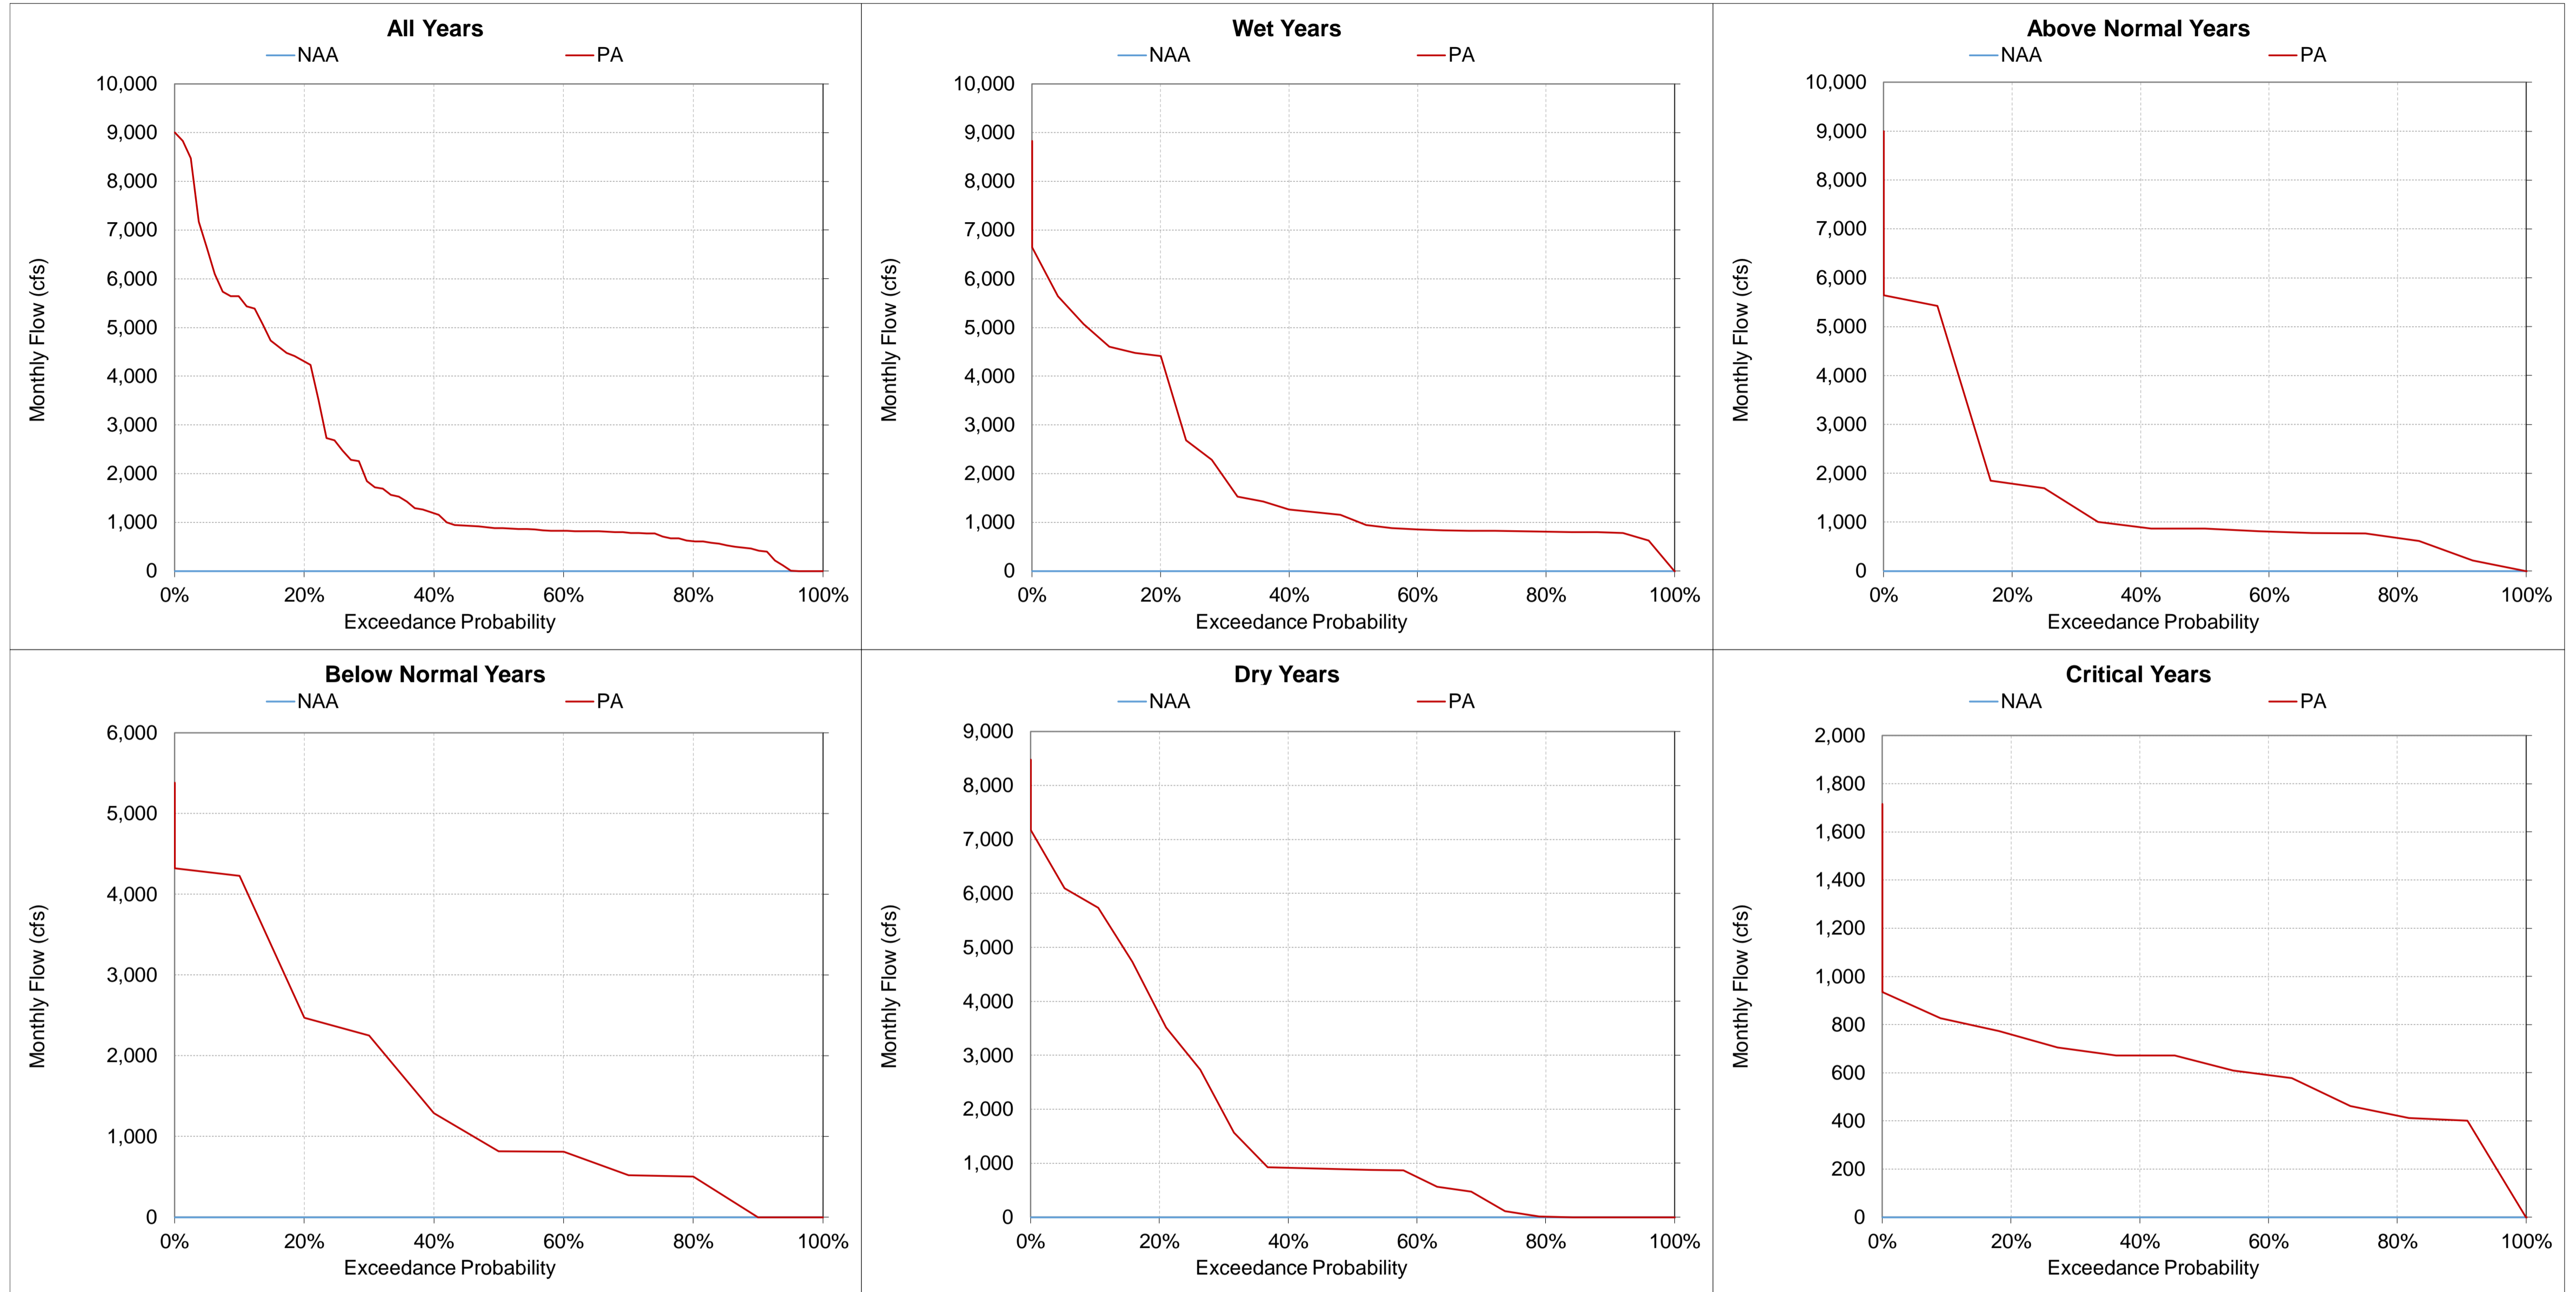 All Years
NAA PA
10,000
9,000
8,000
7,000
6,000
5,000
4,000
3,000
2,000
1,000
0
Monthly Flow (cfs)
0% 20% 40% 60% 80% 100%
Exceedance Probability
Wet Years
NAA PA
10,000
9,000
8,000
7,000
6,000
5,000
4,000
3,000
2,000
1,000
0
Monthly Flow (cfs)
0% 20% 40% 60% 80% 100%
Exceedance Probability
Above Normal Years
NAA PA
10,000
9,000
8,000
7,000
6,000
5,000
4,000
3,000
2,000
1,000
0
Monthly Flow (cfs)
0% 20% 40% 60% 80% 100%
Exceedance Probability
Below Normal Years
NAA PA
6,000
5,000
4,000
3,000
2,000
1,000
0
Monthly Flow (cfs)
0% 20% 40% 60% 80% 100%
Exceedance Probability
Dry Years
NAA PA
9,000
8,000
7,000
6,000
5,000
4,000
3,000
2,000
1,000
0
Monthly Flow (cfs)
0% 20% 40% 60% 80% 100%
Exceedance Probability
Critical Years
NAA PA
2,000
1,800
1,600
1,400
1,200
1,000
800
600
400
200
0
Monthly Flow (cfs)
0% 20% 40% 60% 80% 100%
Exceedance Probability